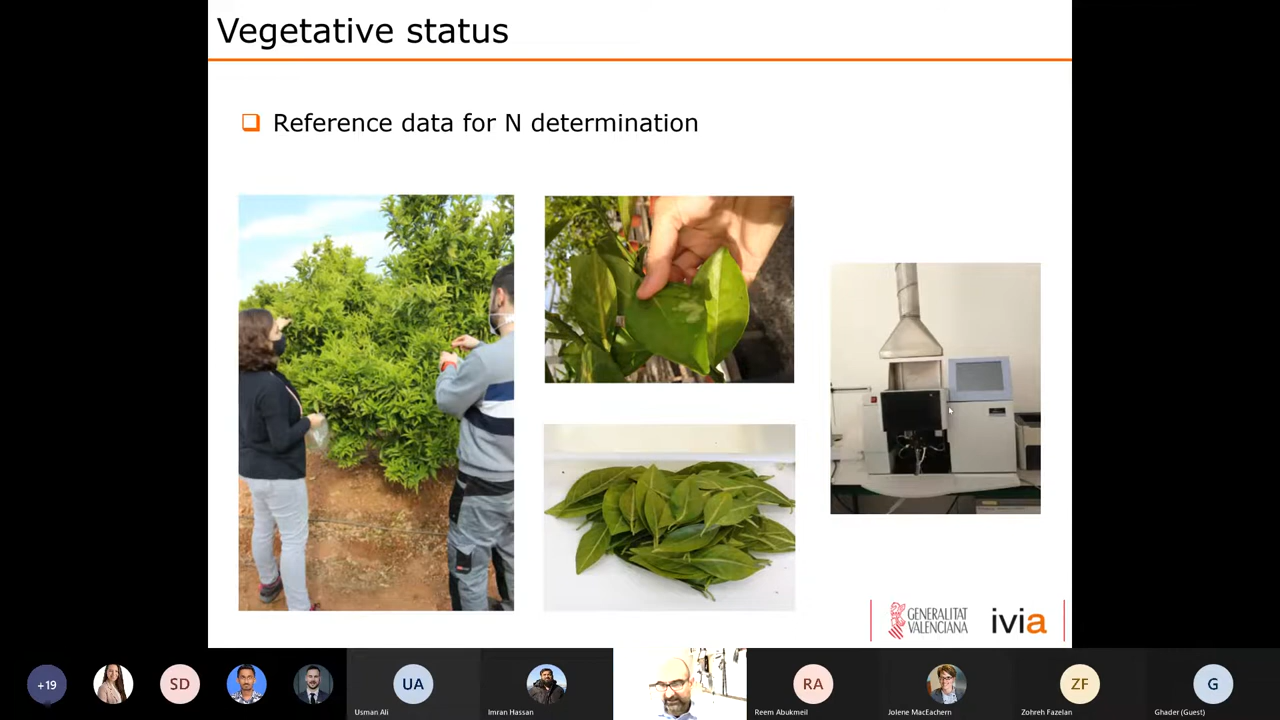 Vegetative status
Reference data for N determination
GENERALITAT
VALENCIANA
ivia
+19
SD
UA
RA
ZF
G
Usman Ali
Imran Hassan
Reem Abukmeil
Jolene MacEachern
Zohreh Fazelan
Ghader (Guest)